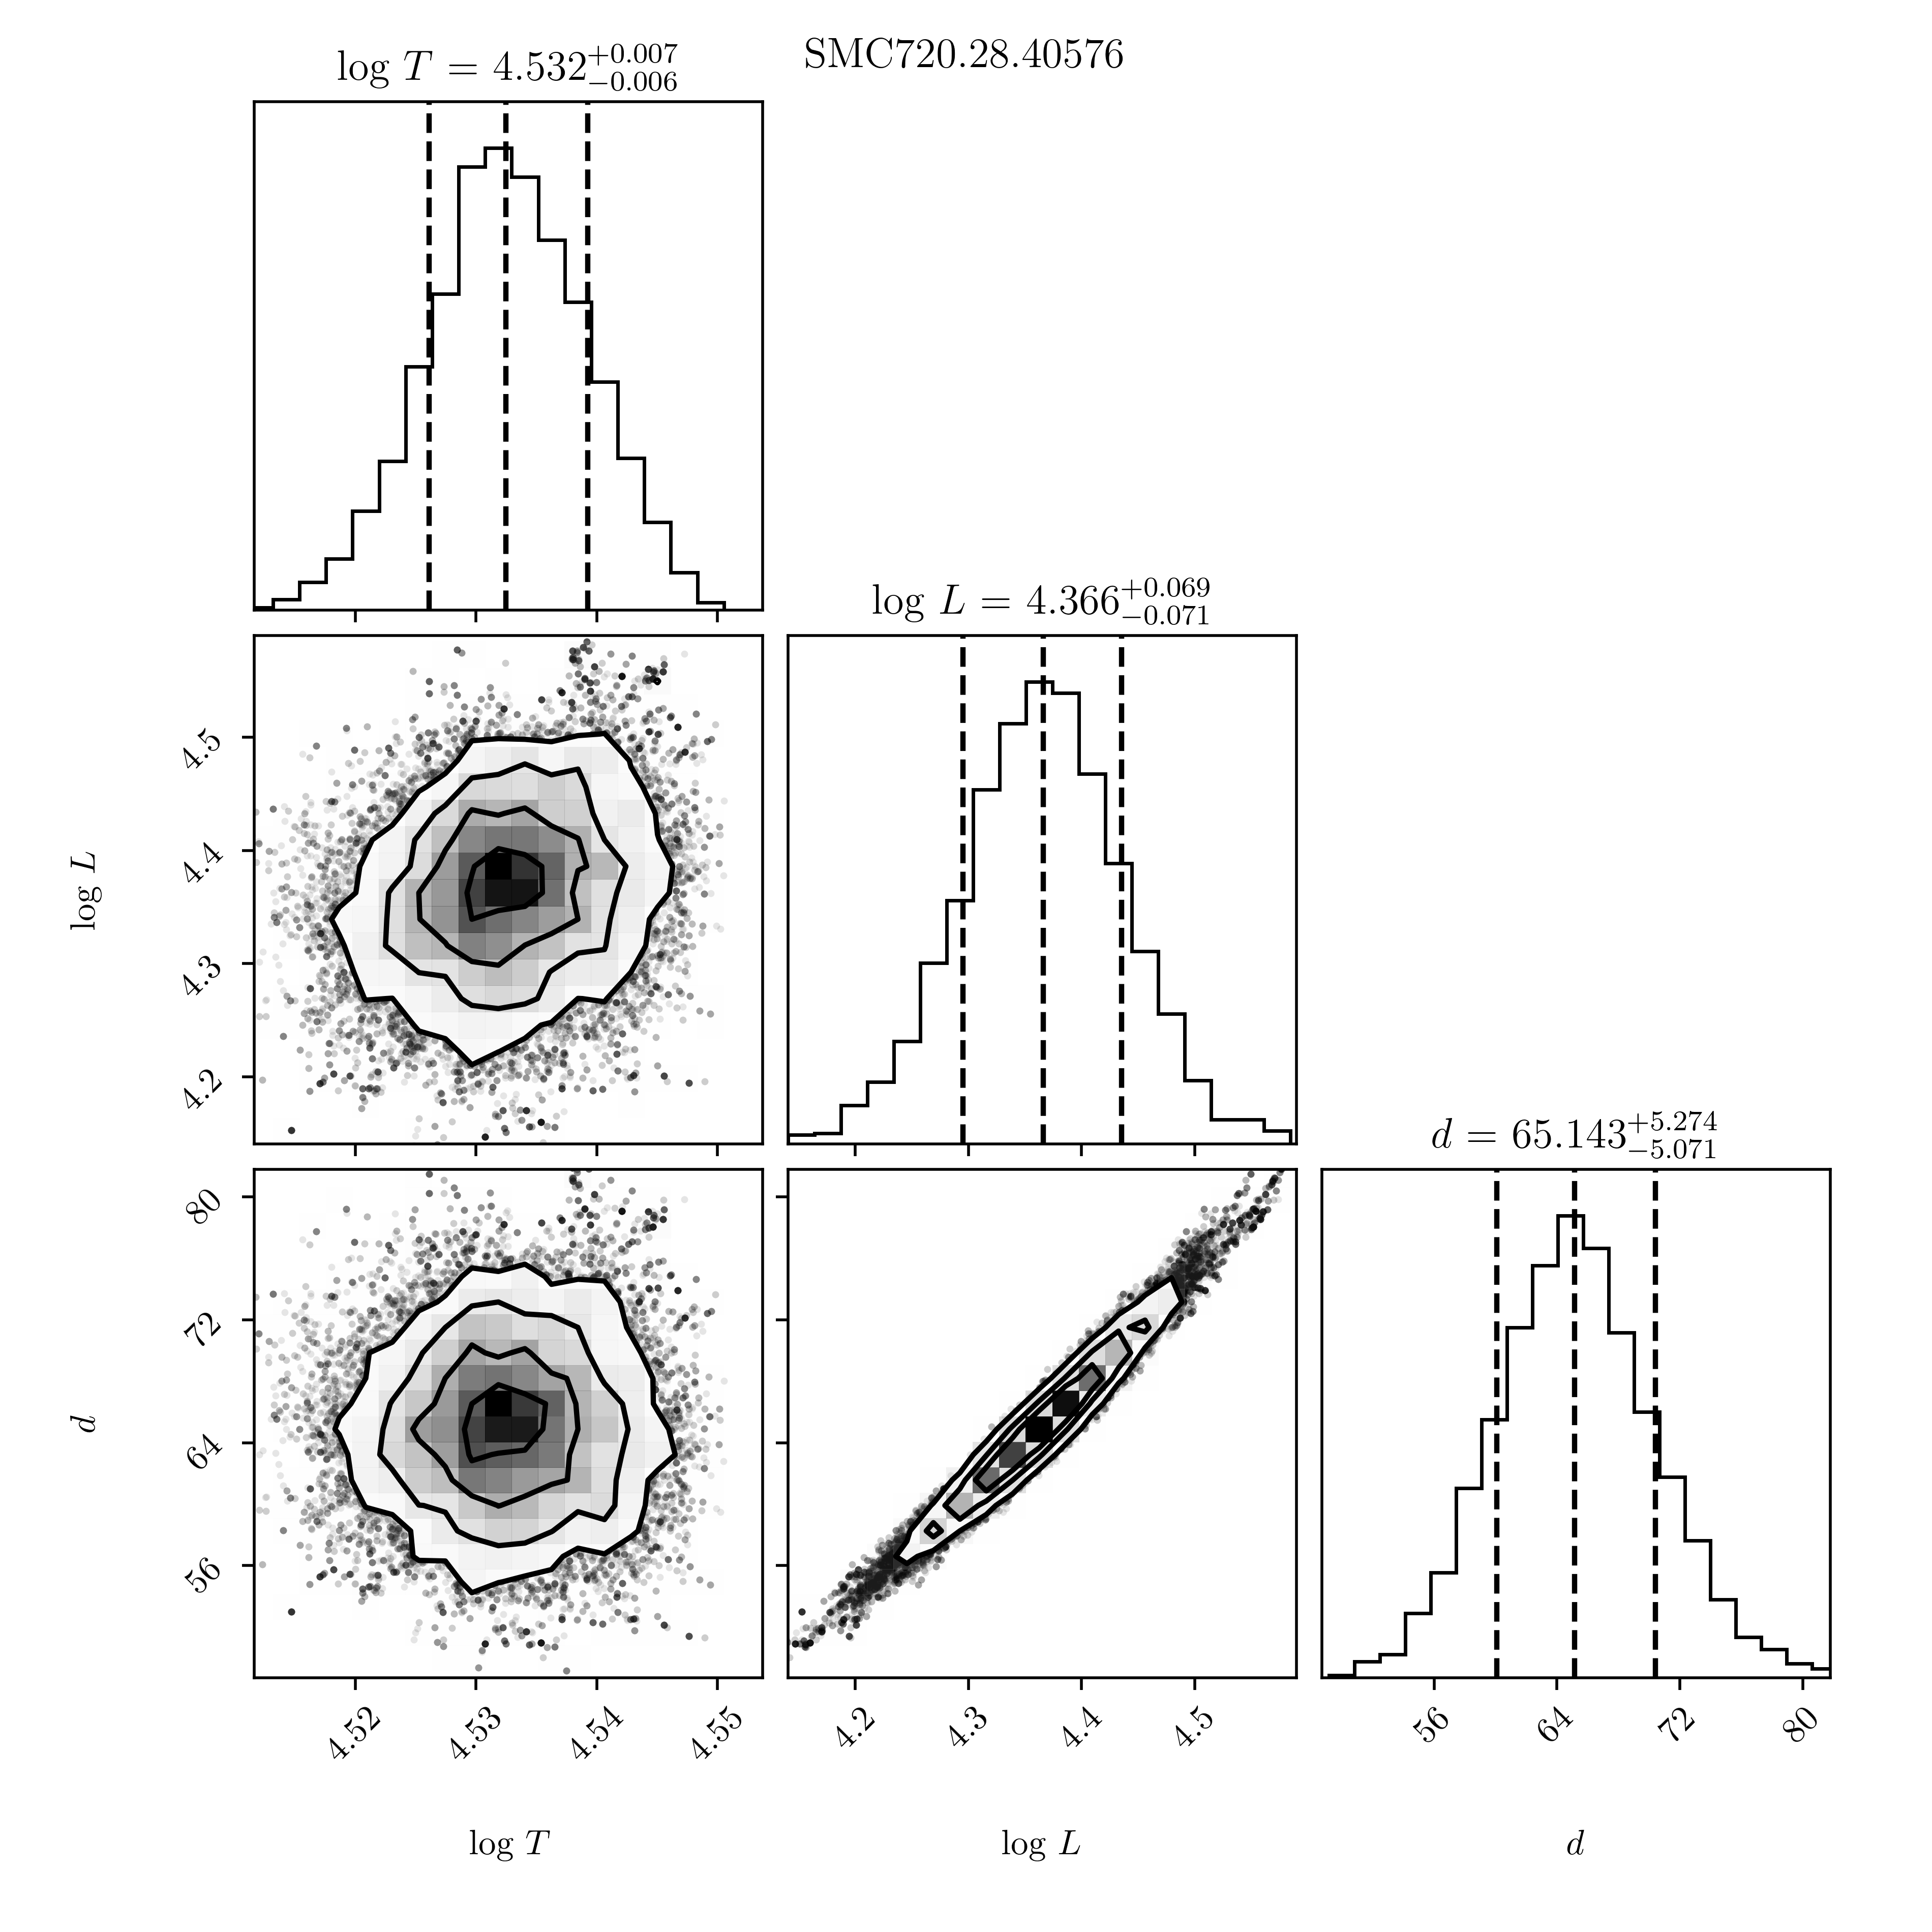 SMC720.28.40576
log T = 4.532^{+0.007}_{-0.006}
log L = 4.366^{+0.069}_{-0.071}
d = 65.143^{+5.274}_{-5.071}
log L
4.5
4.4
4.3
4.2
d
80
72
64
56
4.52 4.53 4.54 4.55
4.2 4.3 4.4 4.5
56 64 72 80
log T
log L
d